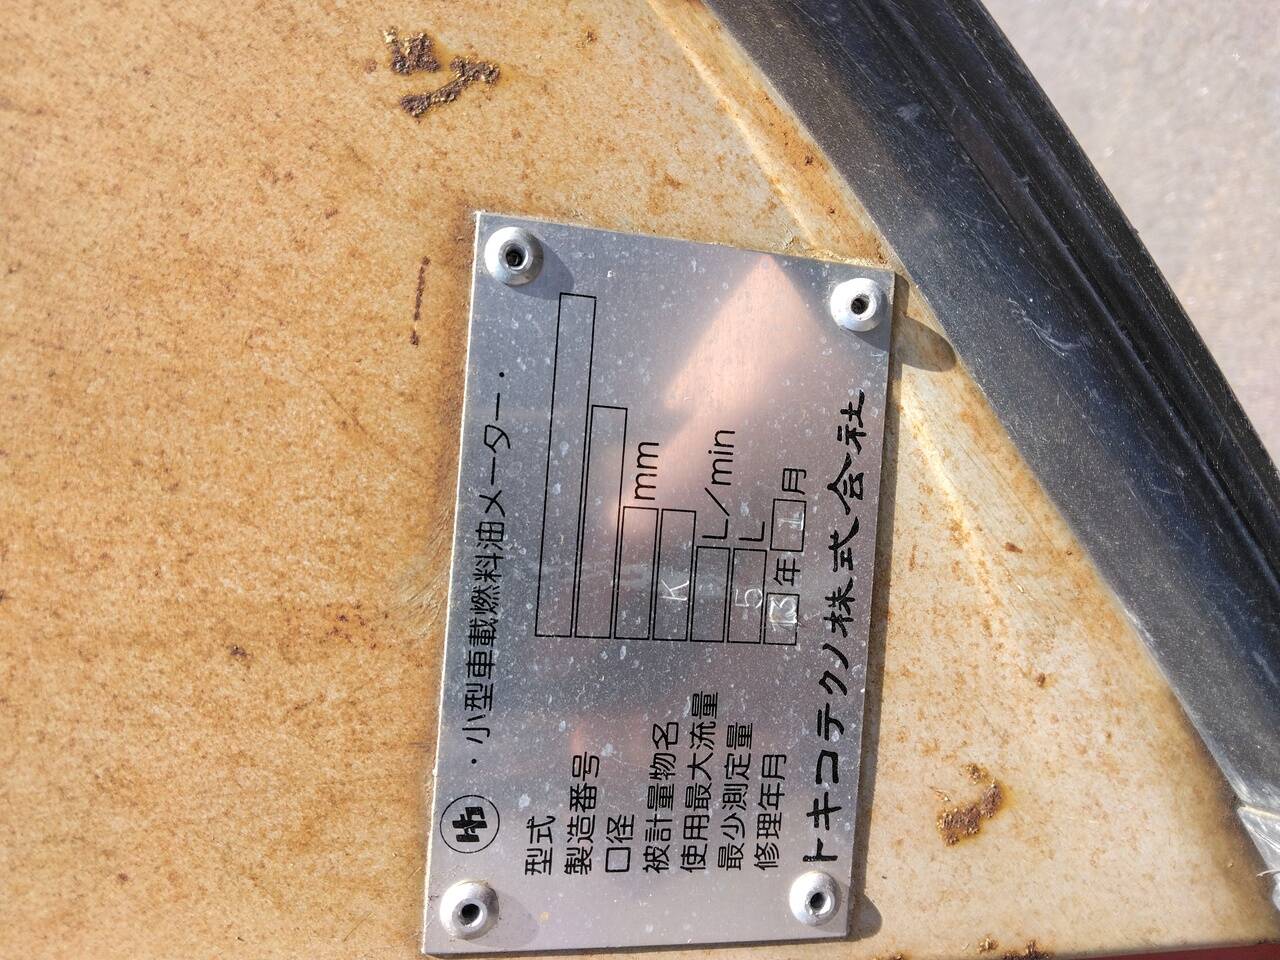 ・小型車載燃料油メーター・
型式
製造番号
口径 mm
被計量物名 K
使用最大流量 L/min
最少測定量 5 L
修理年月 13年 1月
トキコテクノ株式会社